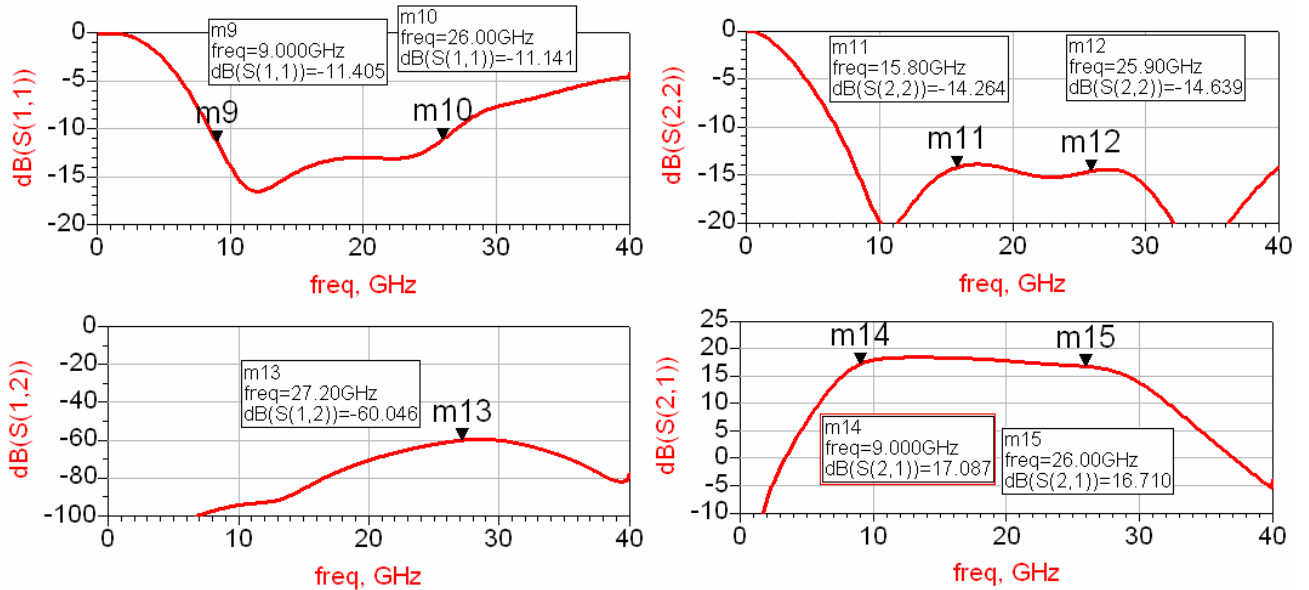 m9
freq=9.000GHz
dB(S(1,1))=-11.405
m10
freq=26.00GHz
dB(S(1,1))=-11.141
m9
m10
0
-5
-10
-15
-20
dB(S(1,1))
0
10
20
30
40
freq, GHz
m11
freq=15.80GHz
dB(S(2,2))=-14.264
m12
freq=25.90GHz
dB(S(2,2))=-14.639
m11
m12
0
-5
-10
-15
-20
dB(S(2,2))
0
10
20
30
40
freq, GHz
m13
freq=27.20GHz
dB(S(1,2))=-60.046
m13
0
-20
-40
-60
-80
-100
dB(S(1,2))
0
10
20
30
40
freq, GHz
m14
m15
m14
freq=9.000GHz
dB(S(2,1))=17.087
m15
freq=26.00GHz
dB(S(2,1))=16.710
25
20
15
10
5
0
-5
-10
dB(S(2,1))
0
10
20
30
40
freq, GHz